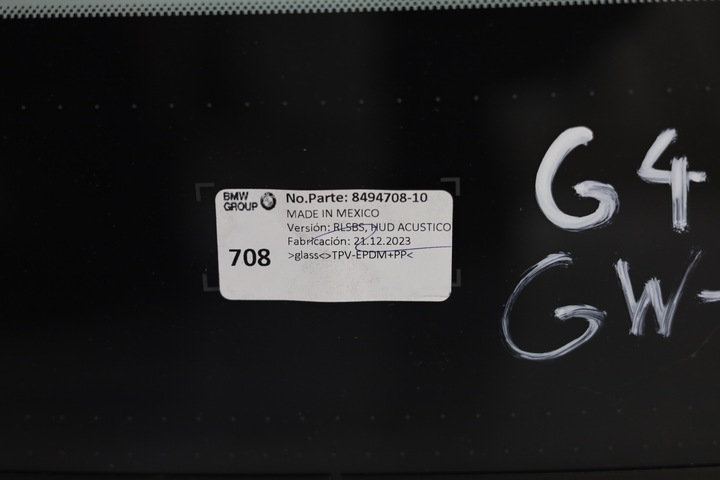 BMW
GROUP
No.Parte: 8494708-10
MADE IN MEXICO
Versión: RLSBS, HUD ACUSTICO
Fabricación: 21.12.2023
>glass<>TPV-EPDM+PP<
708
G4
GW-